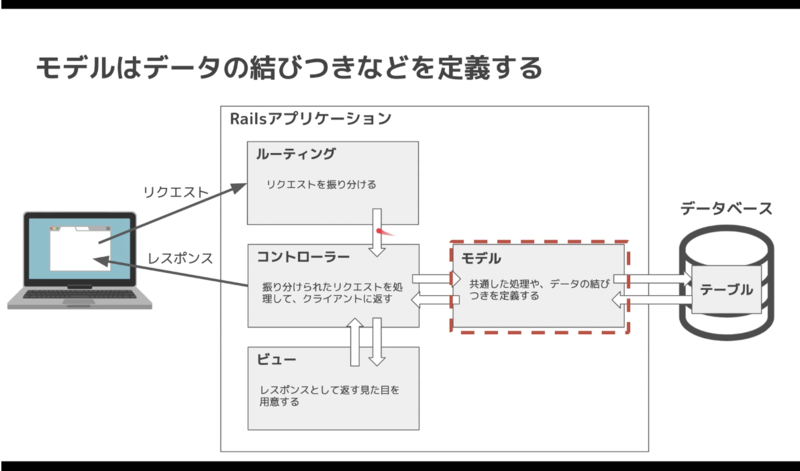 モデルはデータの結びつきなどを定義する
Railsアプリケーション
ルーティング
リクエストを振り分ける
リクエスト
レスポンス
コントローラー
振り分けられたリクエストを処
理して、クライアントに返す
モデル
共通した処理や、データの結び
つきを定義する
データベース
テーブル
ビュー
レスポンスとして返す見た目を
用意する